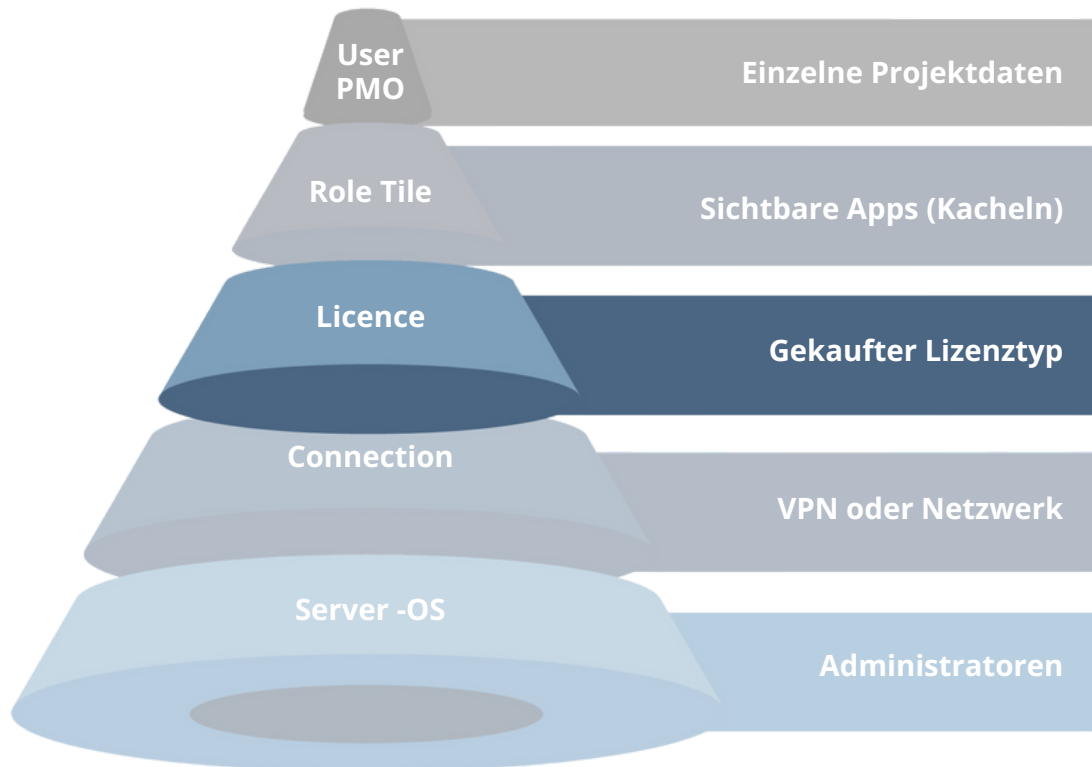 User
PMO
Einzelne Projektdaten
Role Tile
Sichtbare Apps (Kacheln)
Licence
Gekaufter Lizenztyp
Connection
VPN oder Netzwerk
Server -OS
Administratoren